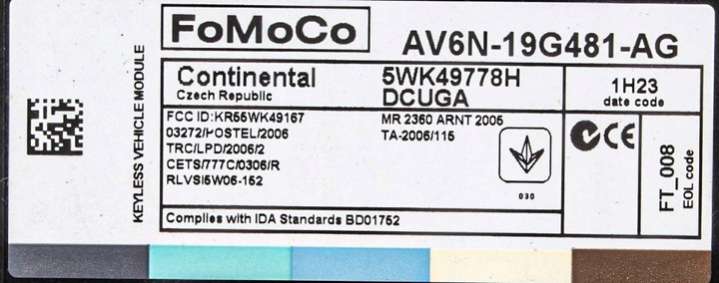 KEYLESS VEHICLE MODULE
FoMoCo
AV6N-19G481-AG
Continental
Czech Republic
5WK49778H
DCUGA
1H23
date code
FCC ID:KR55WK49167
03272/POSTEL/2006
TRC/LPD/2006/2
CETS/777C/0306/R
RLVSI5W06-152
MR 2360 ARNT 2005
TA-2006/115
030
CE
FT_008
EOL code
Complies with IDA Standards BD01752